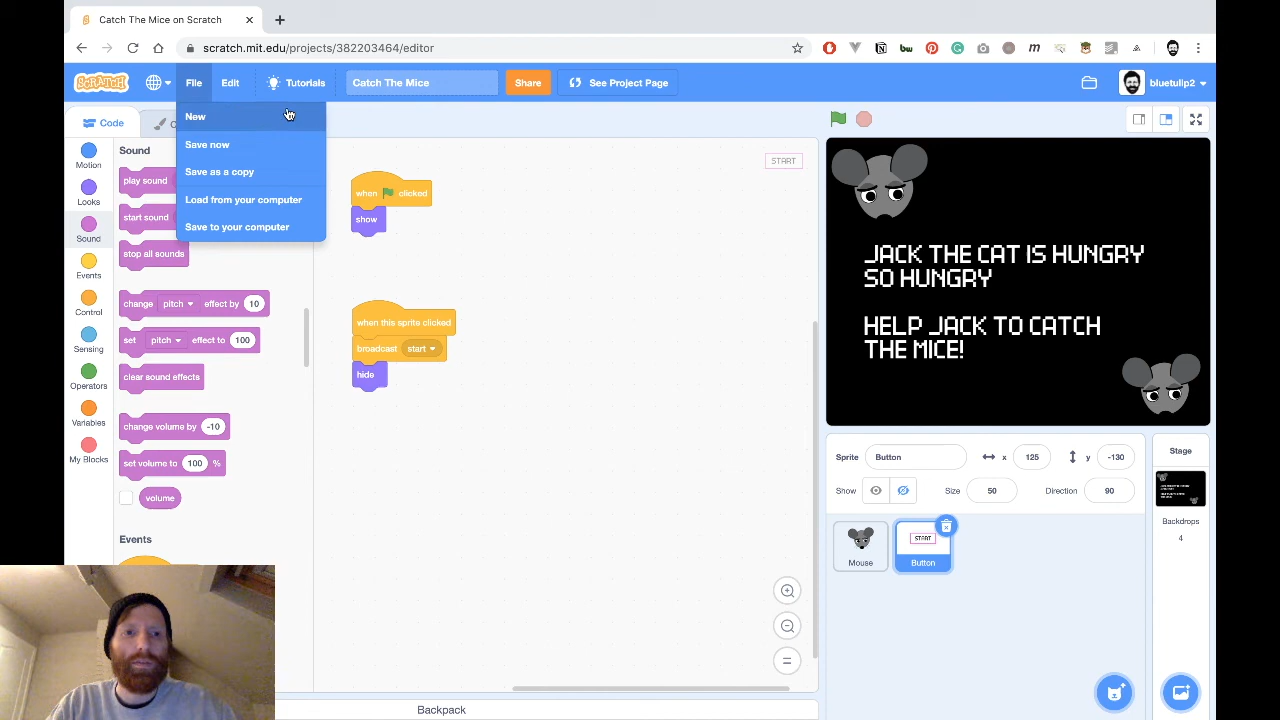 Catch The Mice on Scratch
scratch.mit.edu/projects/382203464/editor
SCRATCH
File
Edit
Tutorials
Catch The Mice
Share
See Project Page
bluetulip2
New
Save now
Save as a copy
Load from your computer
Save to your computer
Code
Motion
Looks
Sound
Events
Control
Sensing
Operators
Variables
My Blocks
Sound
play sound
start sound
stop all sounds
change pitch effect by 10
set pitch effect to 100
clear sound effects
change volume by -10
set volume to 100 %
volume
Events
START
when clicked
show
when this sprite clicked
broadcast start
hide
Backpack
JACK THE CAT IS HUNGRY
SO HUNGRY
HELP JACK TO CATCH
THE MICE!
Sprite Button x 125 y -130
Show Size 50 Direction 90
Mouse
START
Button
Stage
Backdrops
4